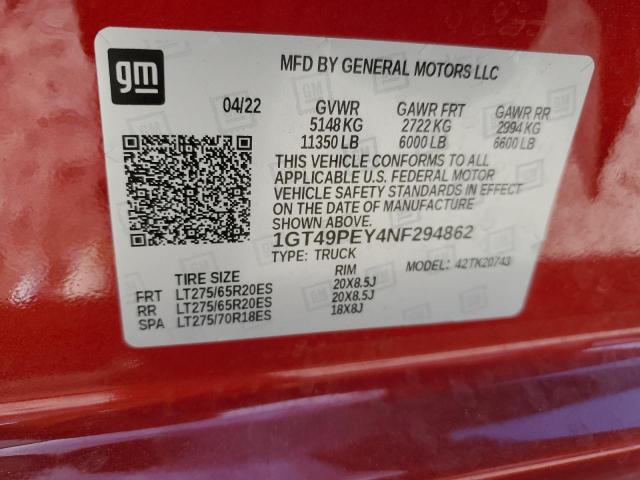 gm
MFD BY GENERAL MOTORS LLC
04/22 GVWR GAWR FRT GAWR RR
5148 KG 2722 KG 2994 KG
11350 LB 6000 LB 6600 LB
THIS VEHICLE CONFORMS TO ALL
APPLICABLE U.S. FEDERAL MOTOR
VEHICLE SAFETY STANDARDS IN EFFECT
ON THE DATE OF MANUFACTURE
SHOWN ABOVE.
1GT49PEY4NF294862
TYPE: TRUCK MODEL: 42TK20743
TIRE SIZE RIM
FRT LT275/65R20ES 20X8.5J
RR LT275/65R20ES 20X8.5J
SPA LT275/70R18ES 18X8J